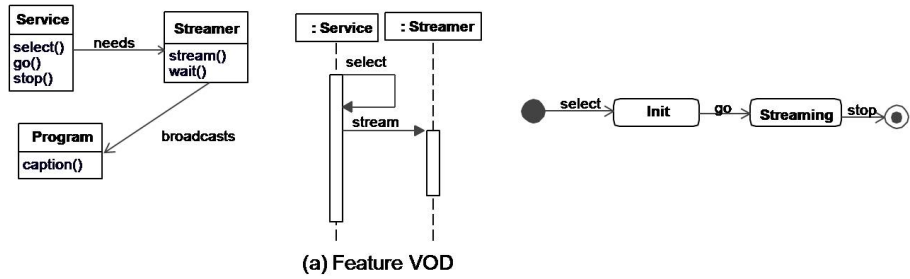 Service
select()
go()
stop()
needs
Streamer
stream()
wait()
broadcasts
Program
caption()
: Service
: Streamer
select
stream
select
Init
go
Streaming
stop
(a) Feature VOD